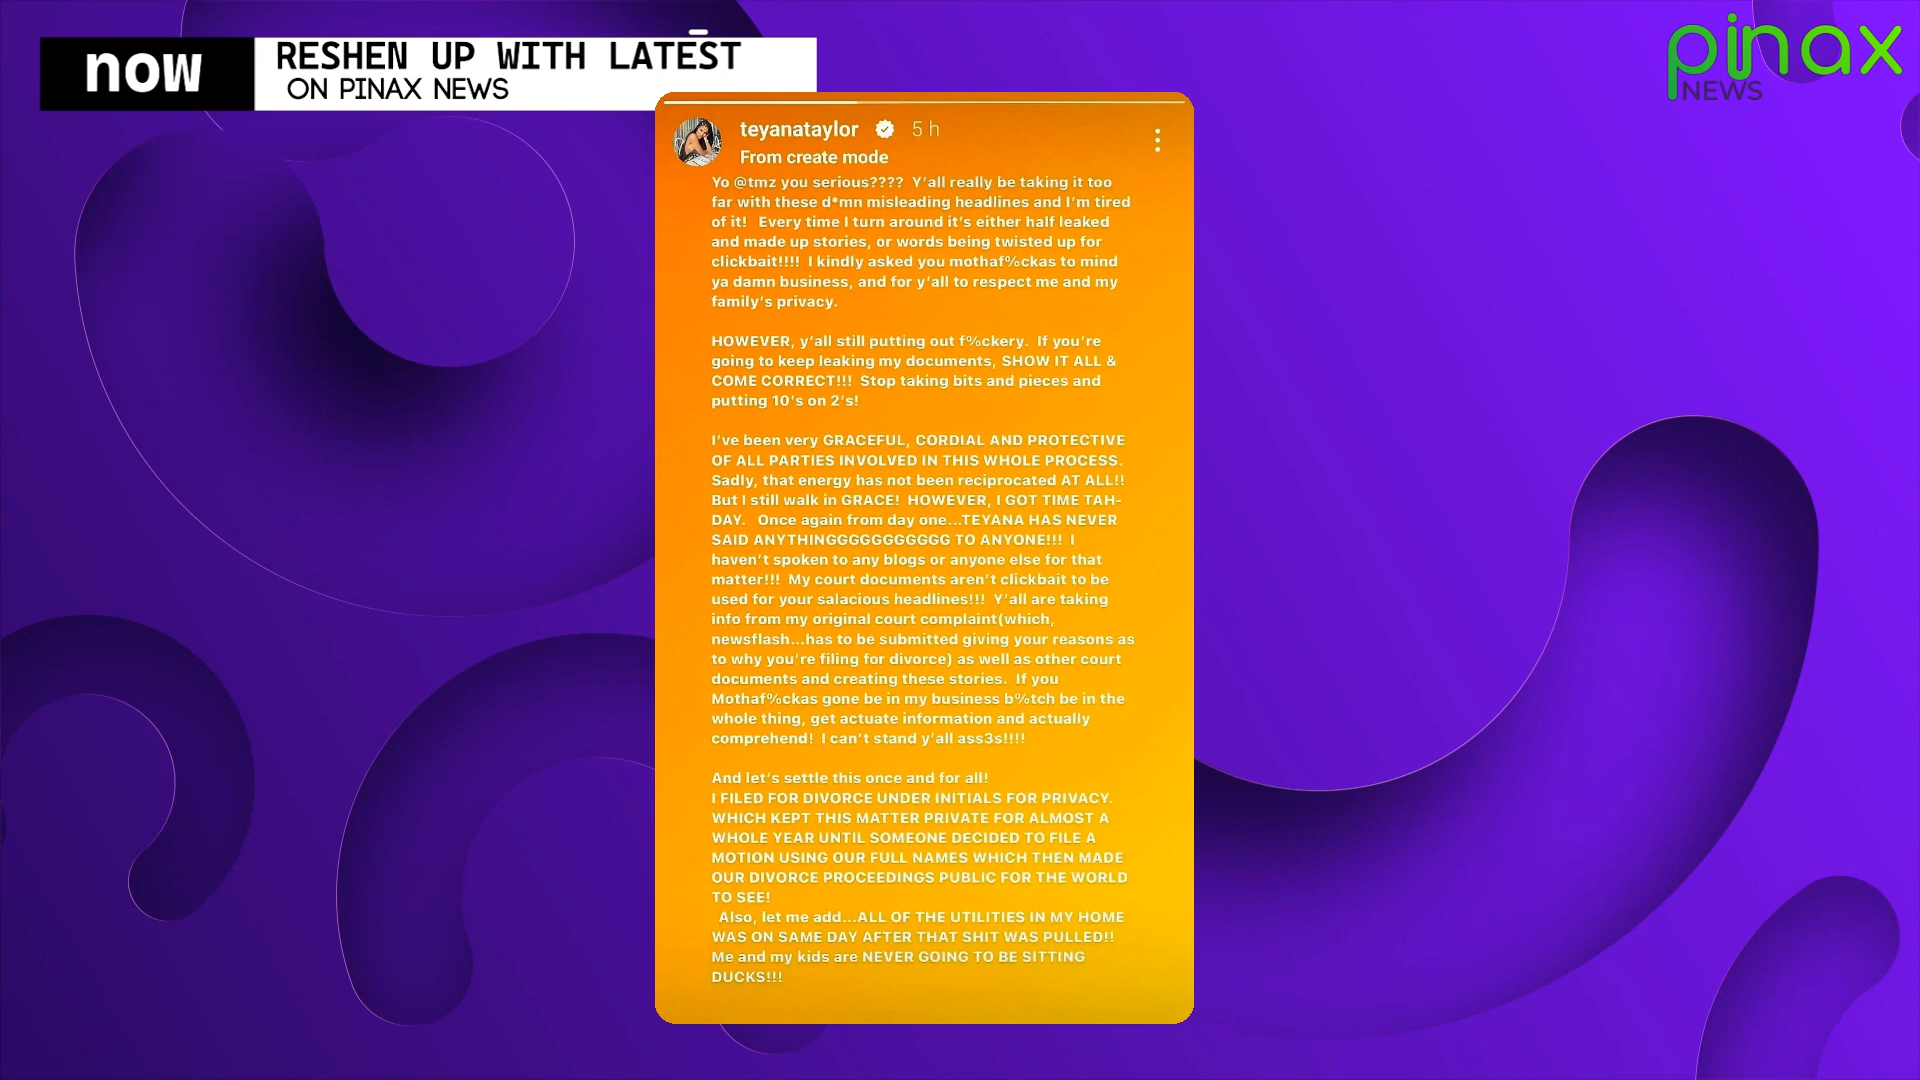 now
RESHEN UP WITH LATEST
ON PINAX NEWS
pinax
NEWS
teyanataylor 5 h
From create mode
Yo @tmz you serious???? Y'all really be taking it too
far with these d*mn misleading headlines and I'm tired
of it! Every time I turn around it's either half leaked
and made up stories, or words being twisted up for
clickbait!!!! I kindly asked you mothaf%ckas to mind
ya damn business, and for y'all to respect me and my
family's privacy.
HOWEVER, y'all still putting out f%ckery. If you're
going to keep leaking my documents, SHOW IT ALL &
COME CORRECT!!! Stop taking bits and pieces and
putting 10's on 2's!
I've been very GRACEFUL, CORDIAL AND PROTECTIVE
OF ALL PARTIES INVOLVED IN THIS WHOLE PROCESS.
Sadly, that energy has not been reciprocated AT ALL!!
But I still walk in GRACE! HOWEVER, I GOT TIME TAH-
DAY. Once again from day one...TEYANA HAS NEVER
SAID ANYTHINGGGGGGGGGGG TO ANYONE!!! I
haven't spoken to any blogs or anyone else for that
matter!!! My court documents aren't clickbait to be
used for your salacious headlines!!! Y'all are taking
info from my original court complaint(which,
newsflash...has to be submitted giving your reasons as
to why you're filing for divorce) as well as other court
documents and creating these stories. If you
Mothaf%ckas gone be in my business b%tch be in the
whole thing, get actuate information and actually
comprehend! I can't stand y'all ass3s!!!!
And let's settle this once and for all!
I FILED FOR DIVORCE UNDER INITIALS FOR PRIVACY.
WHICH KEPT THIS MATTER PRIVATE FOR ALMOST A
WHOLE YEAR UNTIL SOMEONE DECIDED TO FILE A
MOTION USING OUR FULL NAMES WHICH THEN MADE
OUR DIVORCE PROCEEDINGS PUBLIC FOR THE WORLD
TO SEE!
Also, let me add...ALL OF THE UTILITIES IN MY HOME
WAS ON SAME DAY AFTER THAT SHIT WAS PULLED!!
Me and my kids are NEVER GOING TO BE SITTING
DUCKS!!!